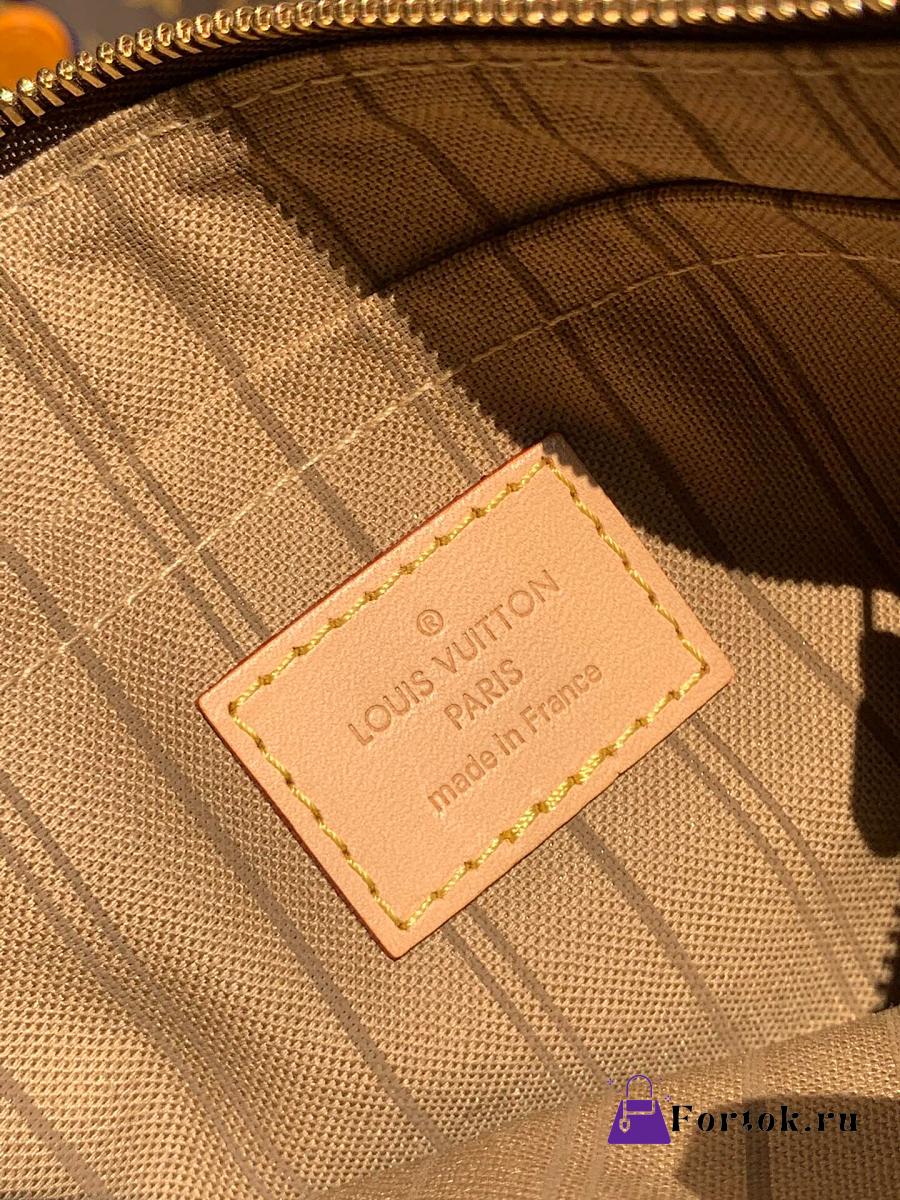 ®
LOUIS VUITTON
PARIS
made in France
Fortok.ru